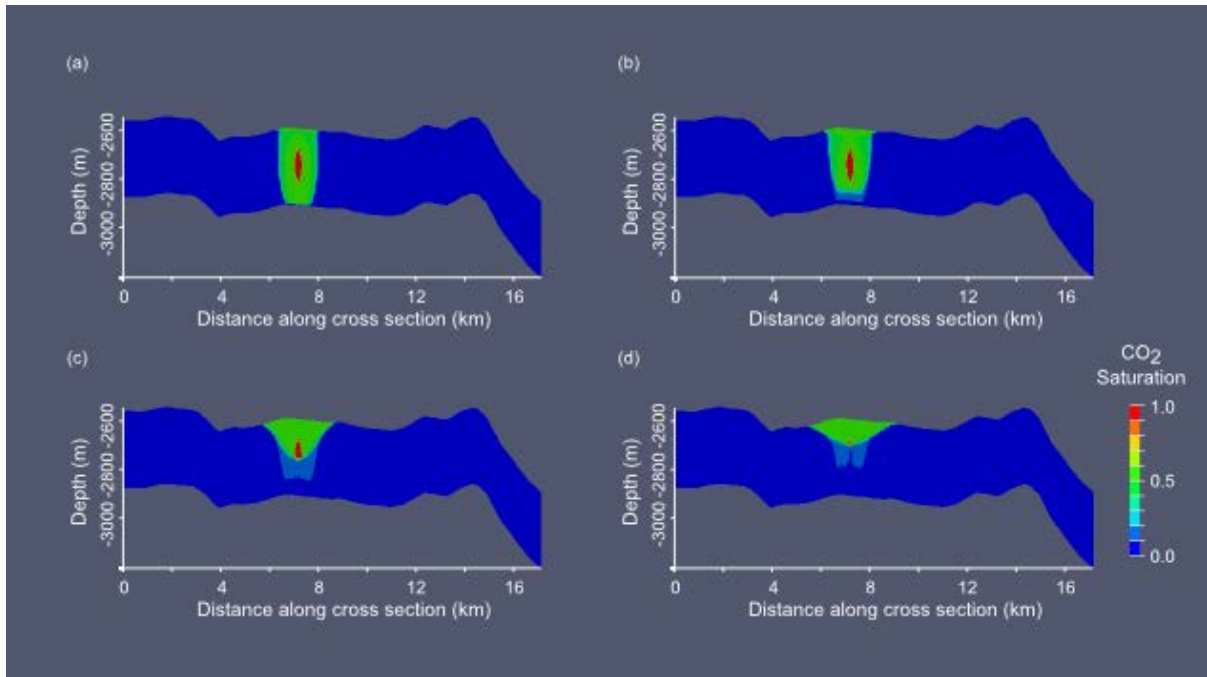 (a)
(b)
Depth (m)
-2600
-2800
-3000
0 4 8 12 16
Distance along cross section (km)
Depth (m)
-2600
-2800
-3000
0 4 8 12 16
Distance along cross section (km)
(c)
(d)
Depth (m)
-2600
-2800
-3000
0 4 8 12 16
Distance along cross section (km)
Depth (m)
-2600
-2800
-3000
0 4 8 12 16
Distance along cross section (km)
CO2
Saturation
1.0
0.5
0.0